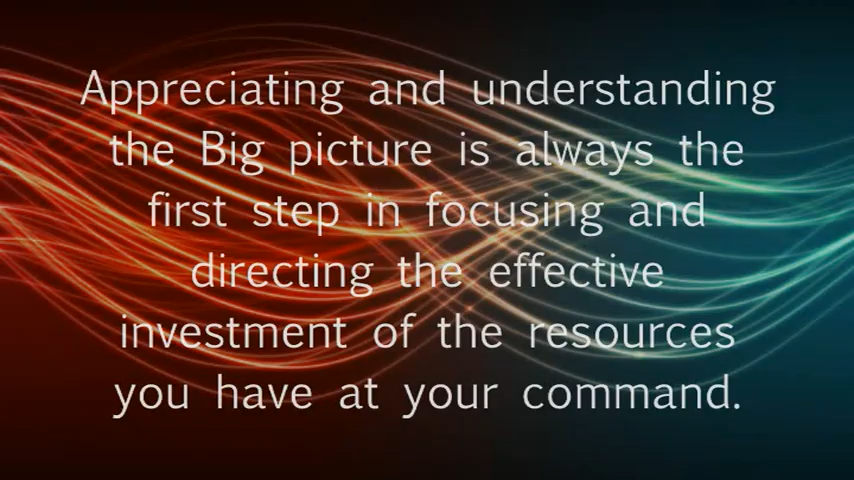 Appreciating and understanding
the Big picture is always the
first step in focusing and
directing the effective
investment of the resources
you have at your command.